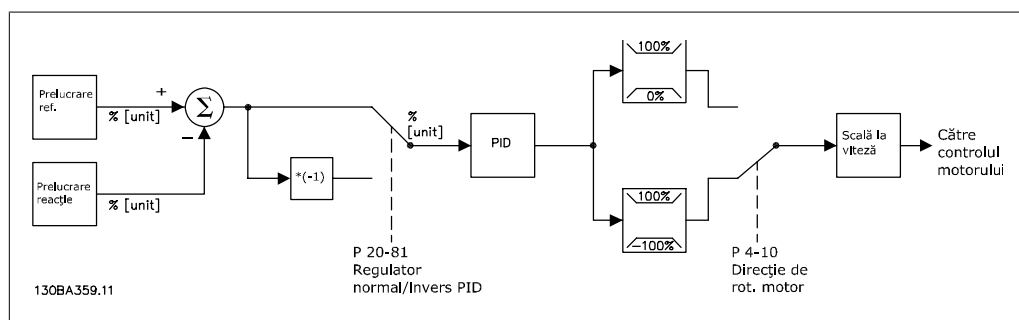 Prelucrare
ref.
+
% [unit]
Σ
−
Prelucrare
reacție
% [unit]
*(-1)
%
[unit]
P 20-81
Regulator
normal/Invers PID
PID
100%
0%
100%
−100%
P 4-10
Direcţie de
rot. motor
Scală la
viteză
Către
controlul
motorului
130BA359.11